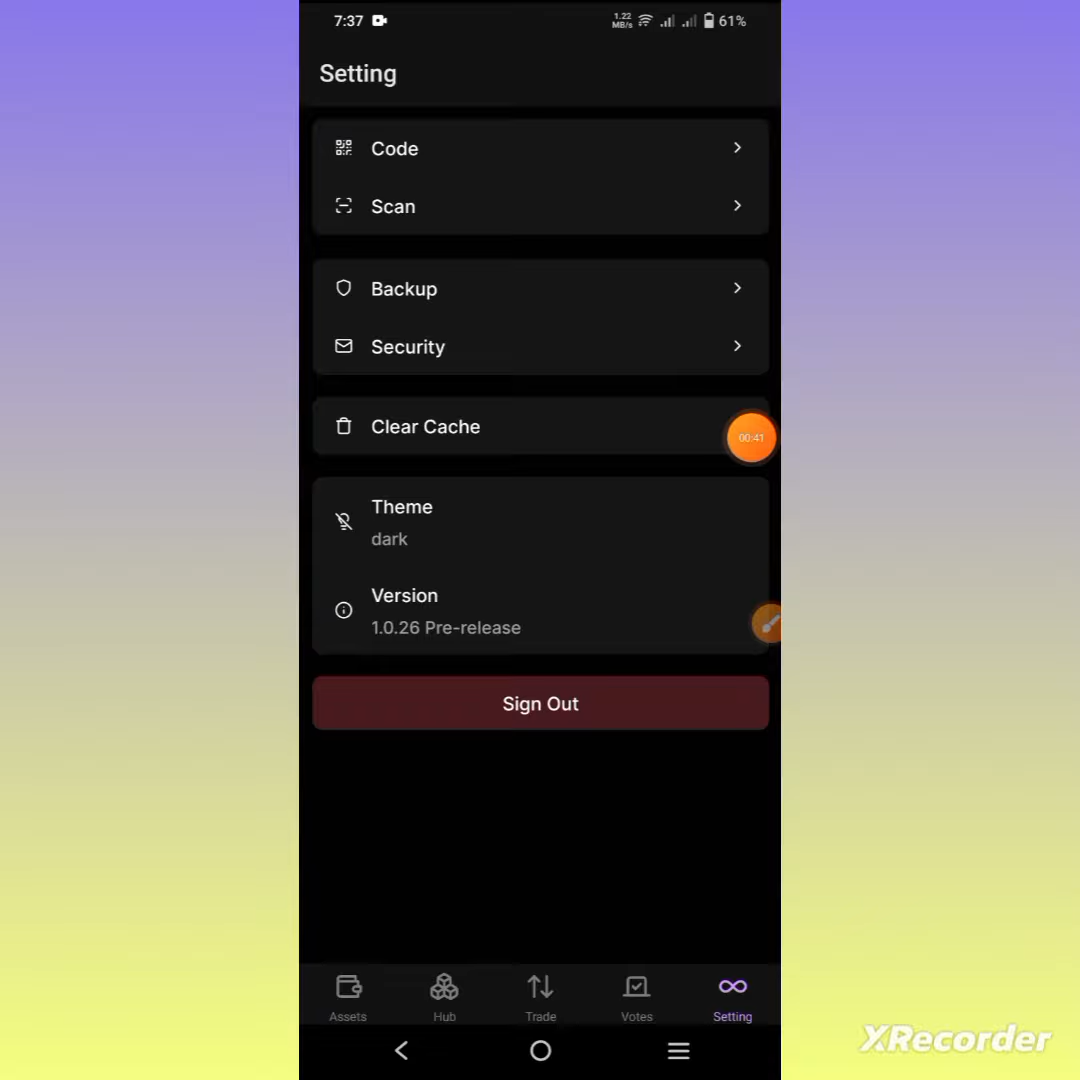 7:37
1.22
MB/s
61%
Setting
Code
Scan
Backup
Security
Clear Cache
00:41
Theme
dark
Version
1.0.26 Pre-release
Sign Out
Assets Hub Trade Votes Setting
XRecorder